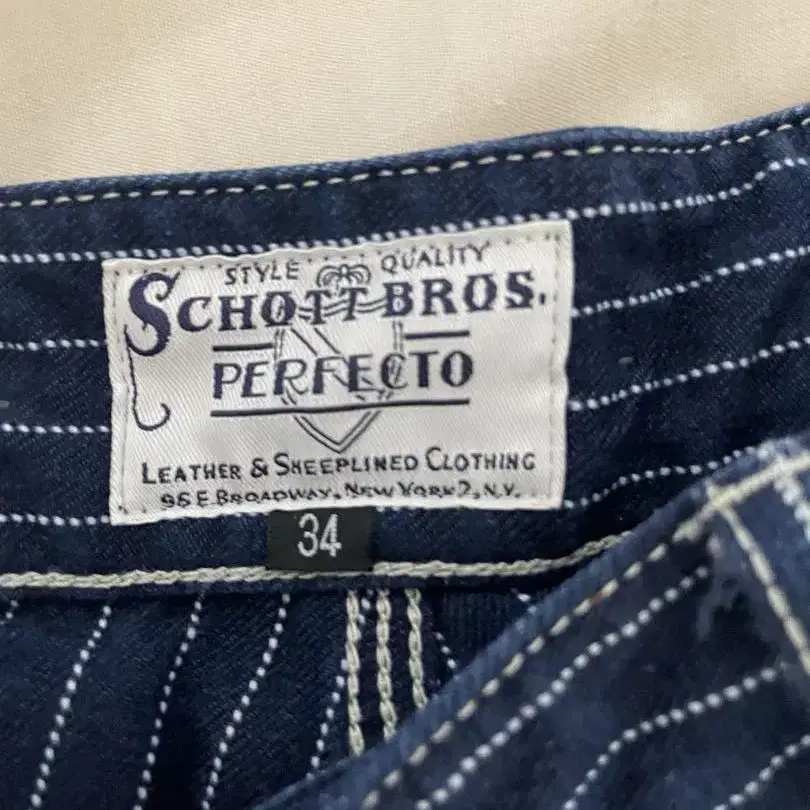 STYLE QUALITY
SCHOTT BROS.
PERFECTO
LEATHER & SHEEPLINED CLOTHING
96 E BROADWAY, NEW YORK 2, N.Y.
34